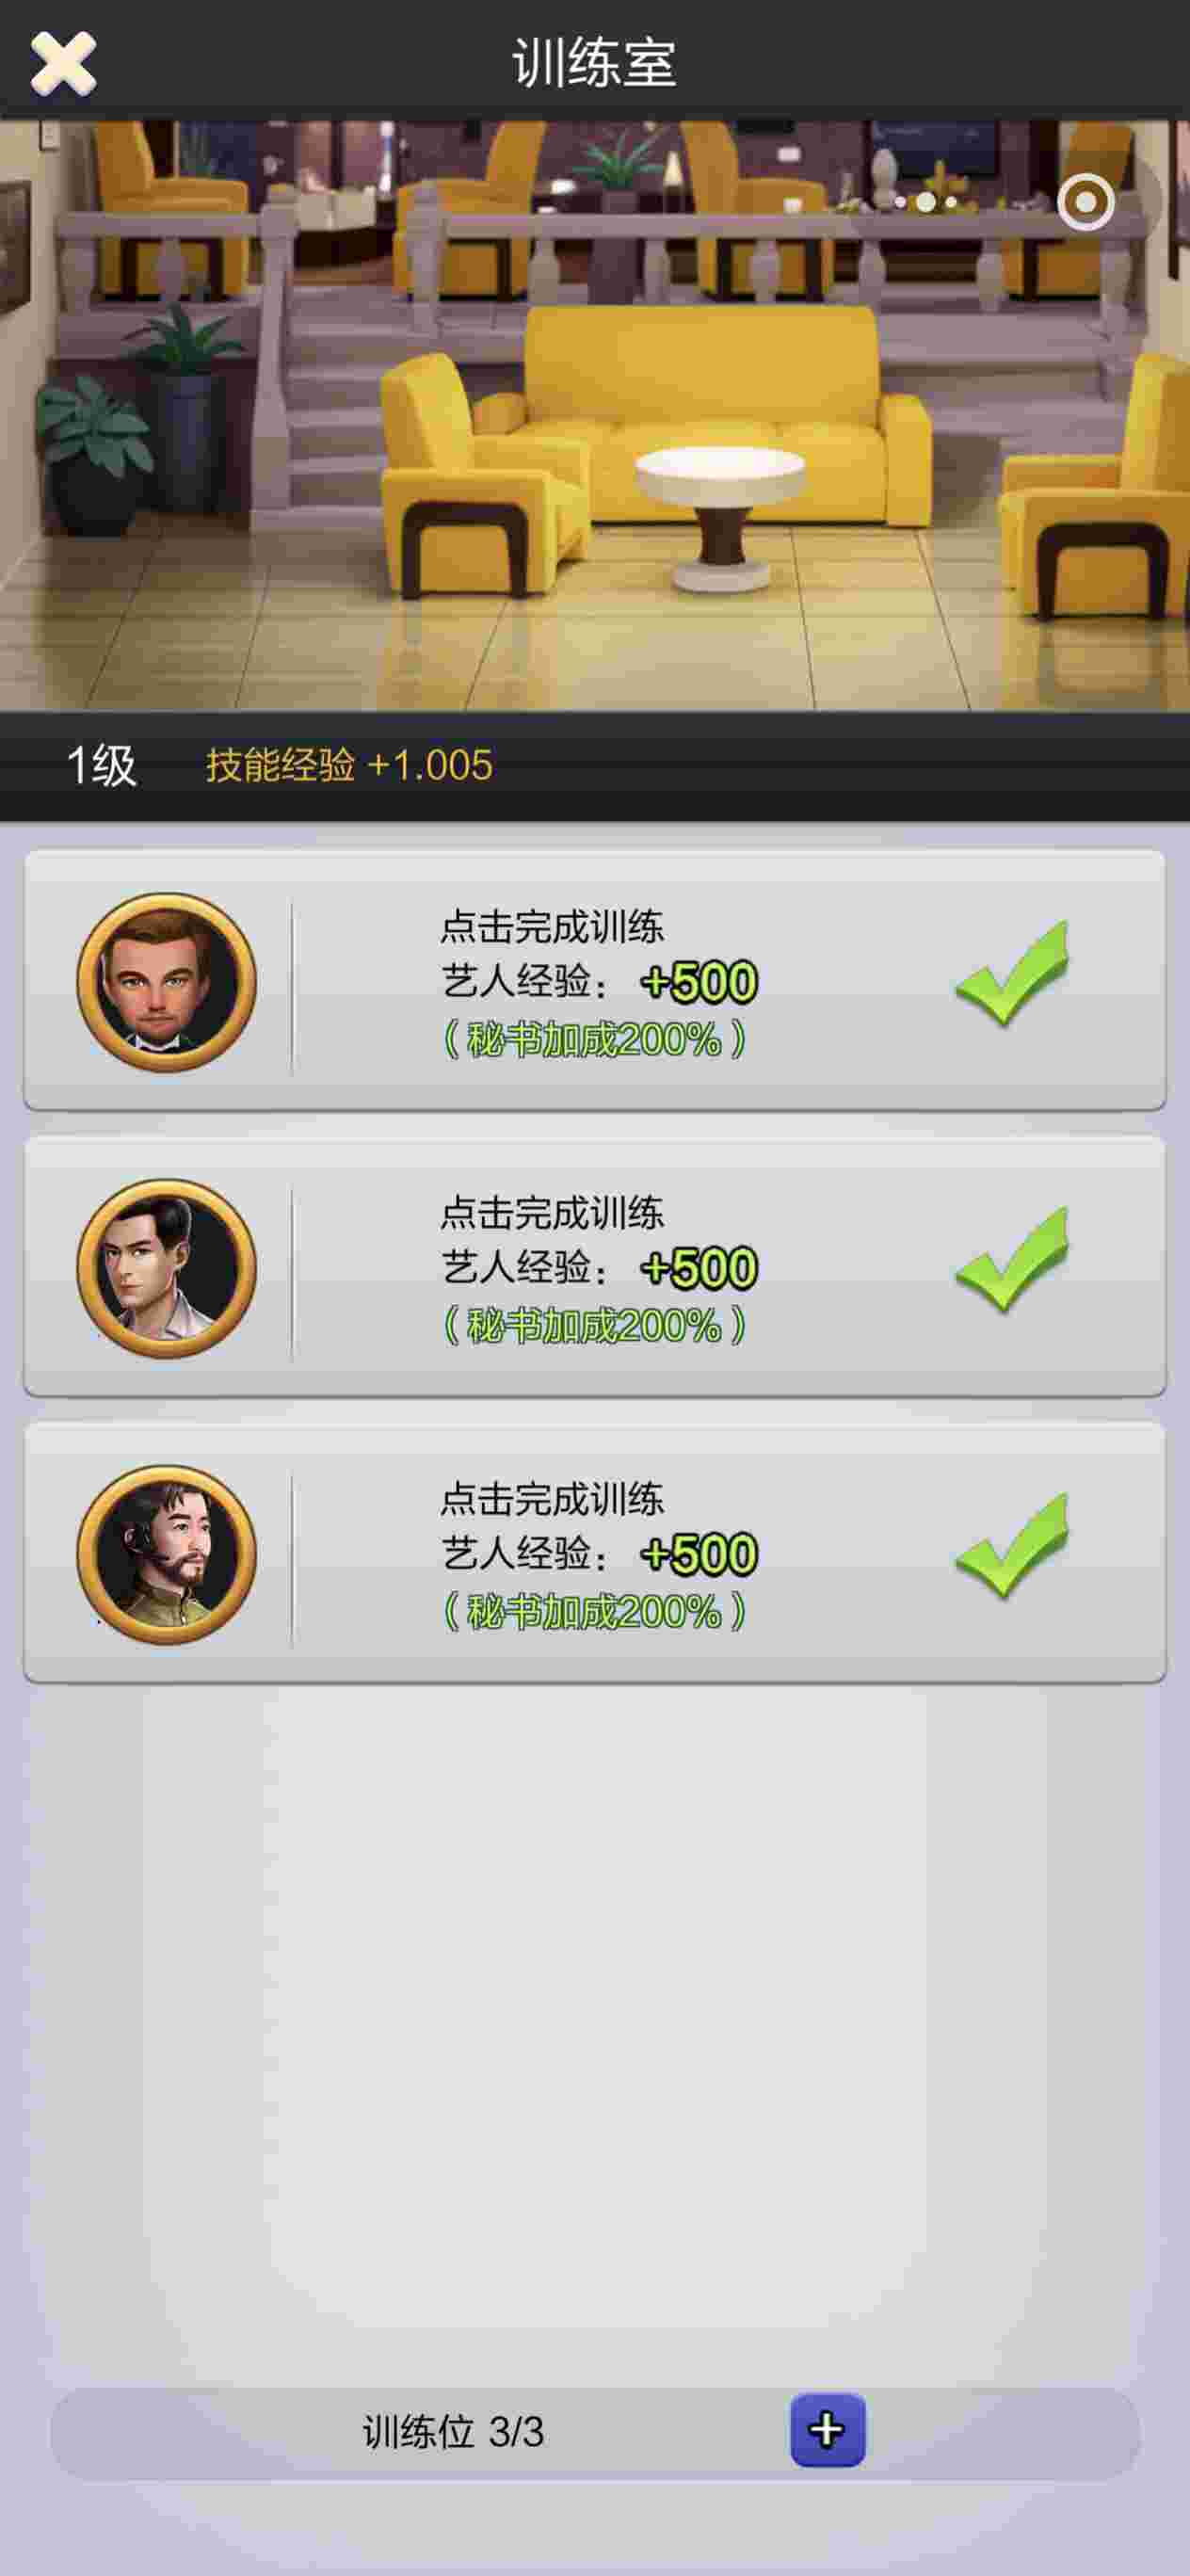 训练室
1级 技能经验 +1.005
点击完成训练
艺人经验： +500
（秘书加成200%）
点击完成训练
艺人经验： +500
（秘书加成200%）
点击完成训练
艺人经验： +500
（秘书加成200%）
训练位 3/3